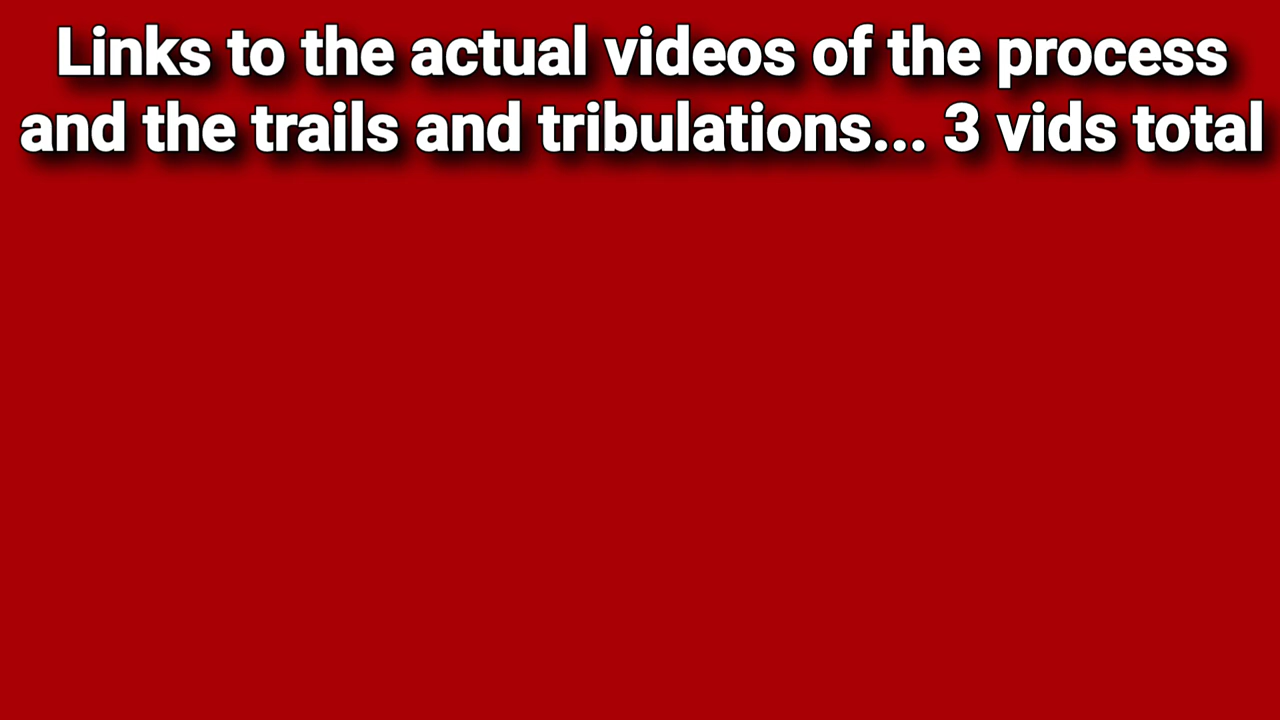 Links to the actual videos of the process
and the trails and tribulations... 3 vids total